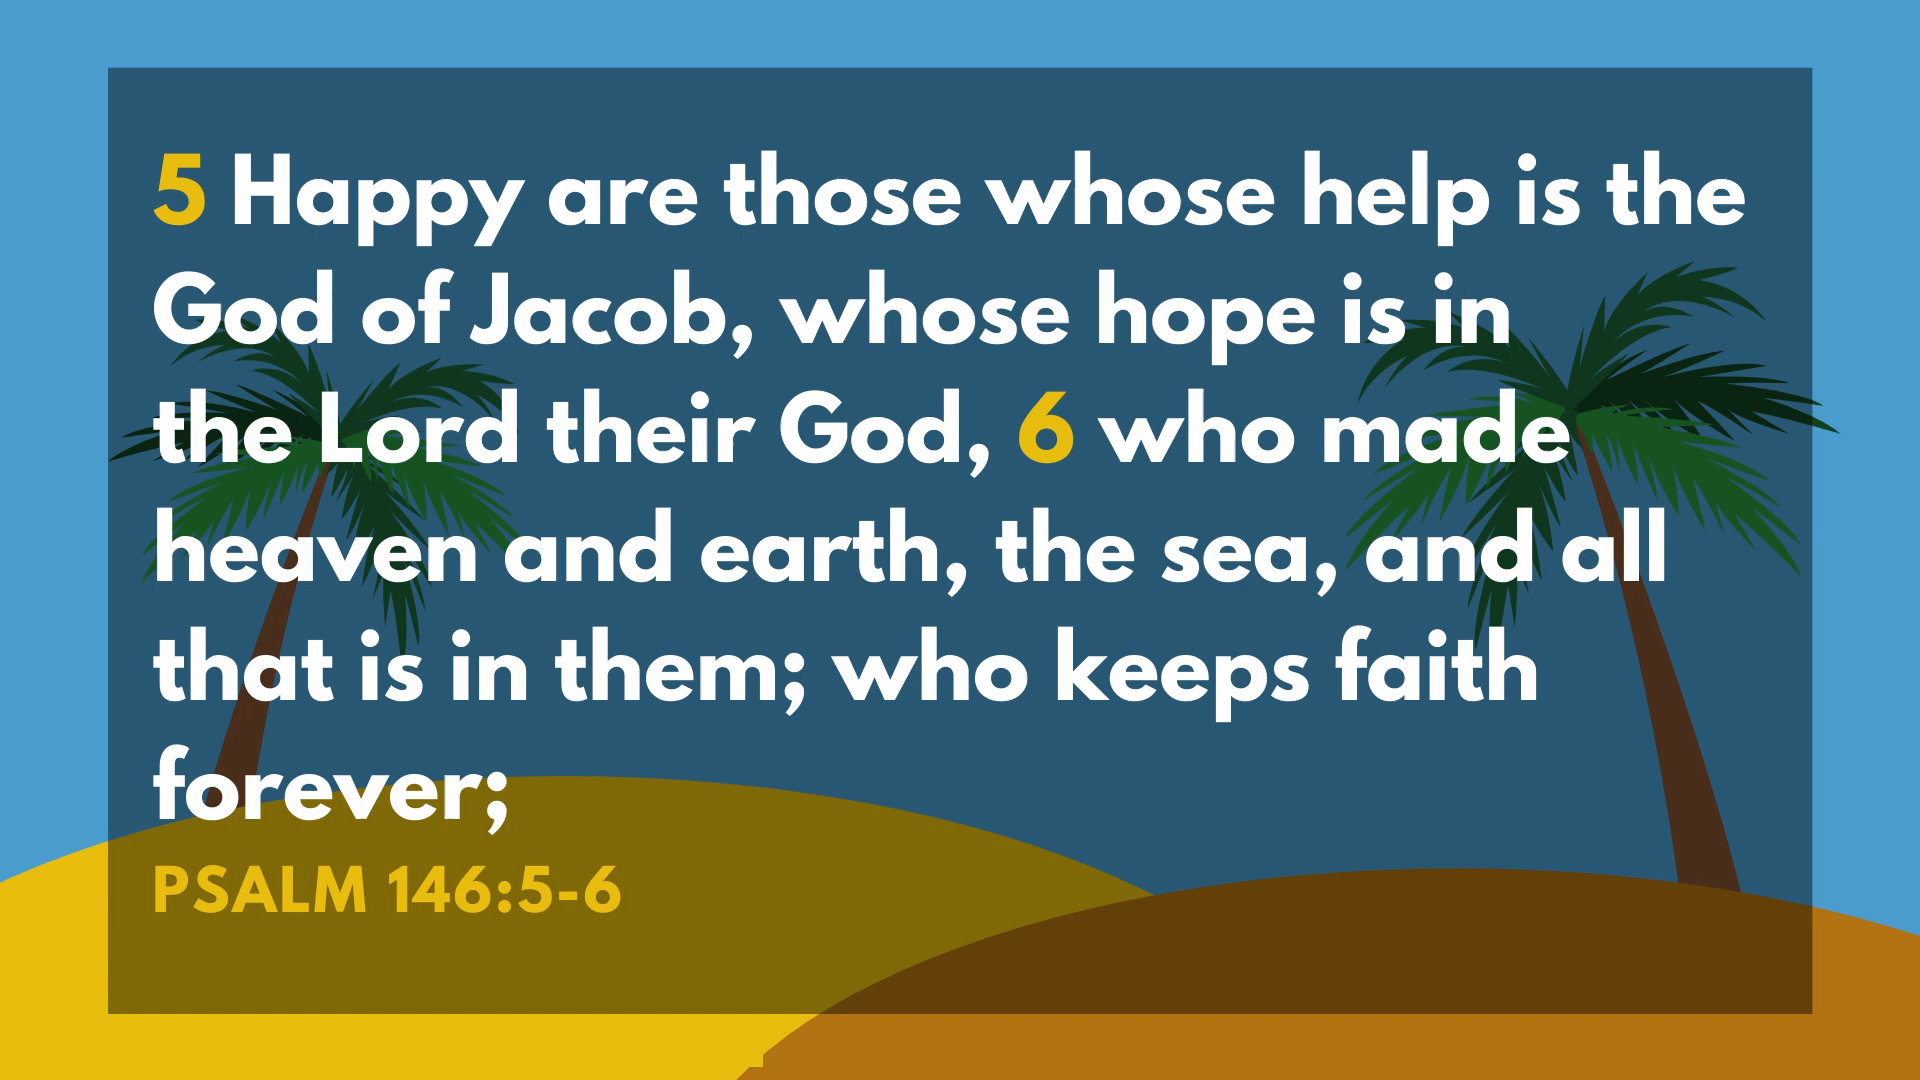 5 Happy are those whose help is the
God of Jacob, whose hope is in
the Lord their God, 6 who made
heaven and earth, the sea, and all
that is in them; who keeps faith
forever;
PSALM 146:5-6